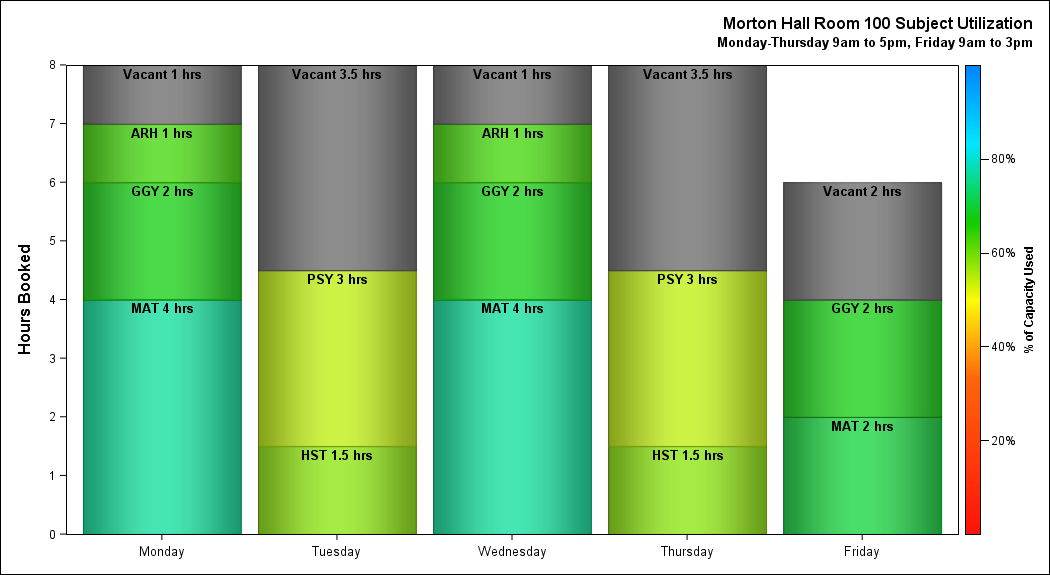 Morton Hall Room 100 Subject Utilization
Monday-Thursday 9am to 5pm, Friday 9am to 3pm
Hours Booked
8
7
6
5
4
3
2
1
0
Vacant 1 hrs
ARH 1 hrs
GGY 2 hrs
MAT 4 hrs
Vacant 3.5 hrs
PSY 3 hrs
HST 1.5 hrs
Vacant 1 hrs
ARH 1 hrs
GGY 2 hrs
MAT 4 hrs
Vacant 3.5 hrs
PSY 3 hrs
HST 1.5 hrs
Vacant 2 hrs
GGY 2 hrs
MAT 2 hrs
Monday
Tuesday
Wednesday
Thursday
Friday
80%
60%
40%
20%
% of Capacity Used